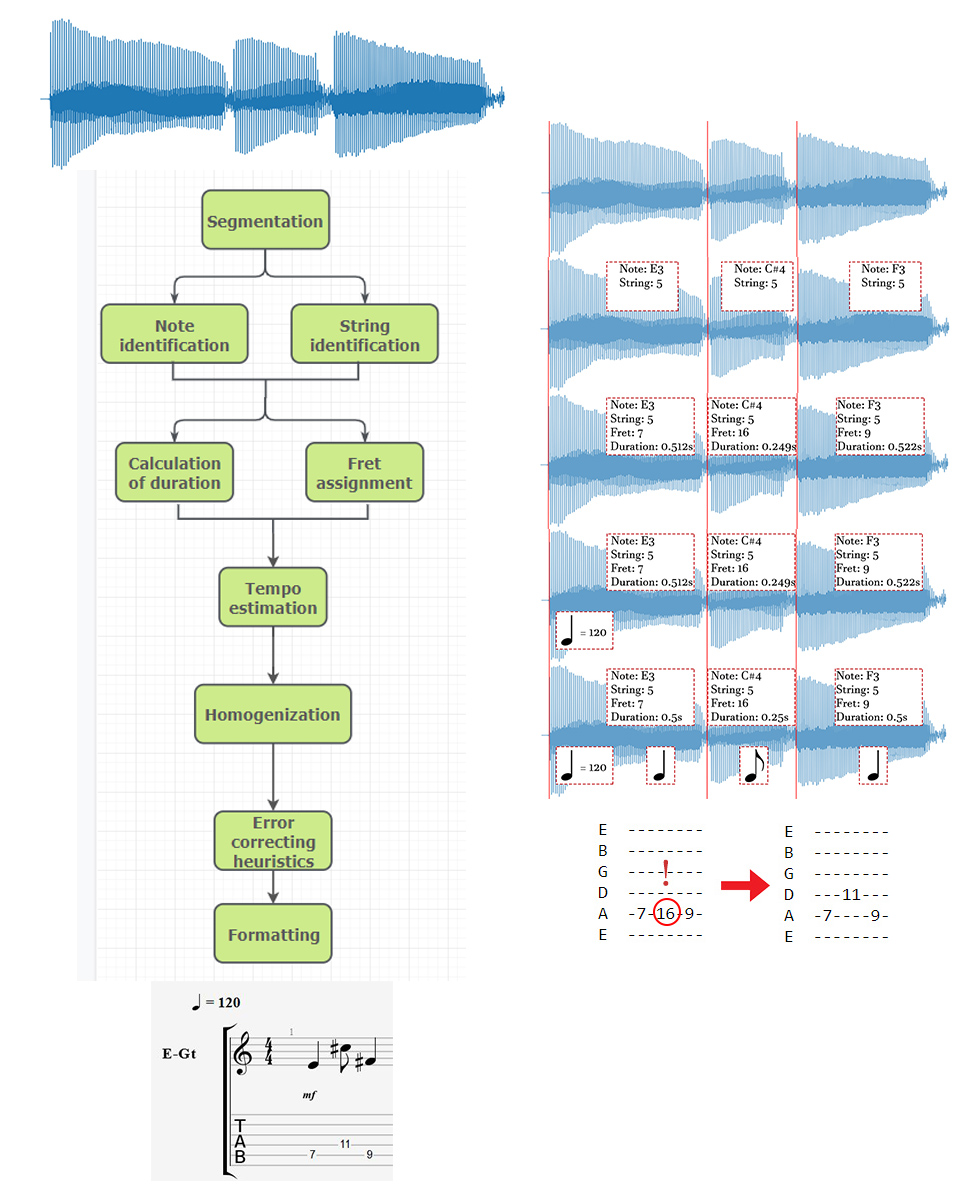 Segmentation
Note
identification
String
identification
Calculation
of duration
Fret
assignment
Tempo
estimation
Homogenization
Error
correcting
heuristics
Formatting
♩ = 120
1
E-Gt
4
4
mf
T
A
B
7
11
9
Note: E3
String: 5
Note: C#4
String: 5
Note: F3
String: 5
Note: E3
String: 5
Fret: 7
Duration: 0.512s
Note: C#4
String: 5
Fret: 16
Duration: 0.249s
Note: F3
String: 5
Fret: 9
Duration: 0.522s
Note: E3
String: 5
Fret: 7
Duration: 0.512s
Note: C#4
String: 5
Fret: 16
Duration: 0.249s
Note: F3
String: 5
Fret: 9
Duration: 0.522s
♩ = 120
Note: E3
String: 5
Fret: 7
Duration: 0.5s
Note: C#4
String: 5
Fret: 16
Duration: 0.25s
Note: F3
String: 5
Fret: 9
Duration: 0.5s
♩ = 120
E --------
B --------
G --------
!
D --------
A -7-16-9-
E --------
E --------
B --------
G --------
D ---11---
A -7----9-
E --------